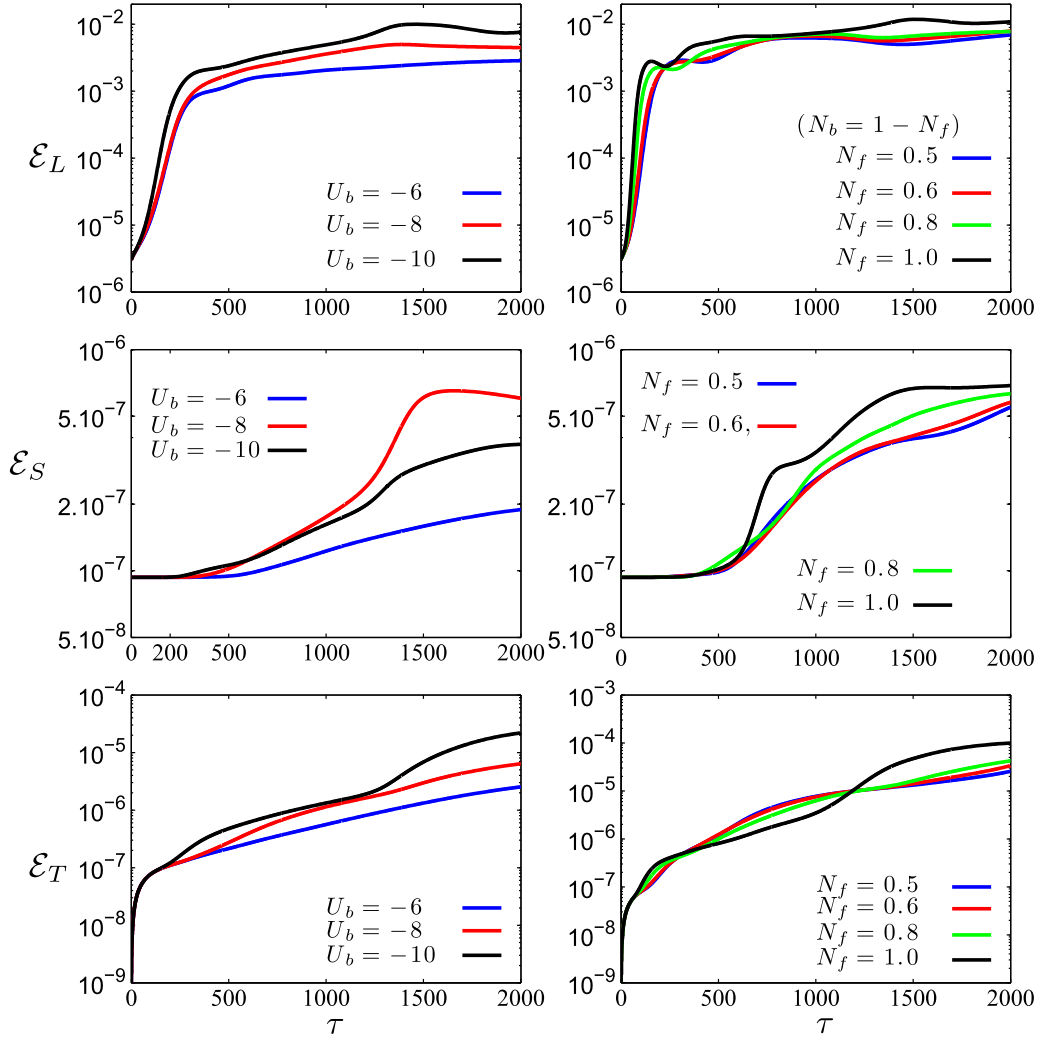 10⁻²
10⁻³
10⁻⁴
10⁻⁵
10⁻⁶
ℰ_L
U_b = −6
U_b = −8
U_b = −10
0 500 1000 1500 2000
10⁻²
10⁻³
10⁻⁴
10⁻⁵
10⁻⁶
(N_b = 1 − N_f)
N_f = 0.5
N_f = 0.6
N_f = 0.8
N_f = 1.0
0 500 1000 1500 2000
10⁻⁶
5.10⁻⁷
2.10⁻⁷
10⁻⁷
5.10⁻⁸
ℰ_S
U_b = −6
U_b = −8
U_b = −10
0 200 500 1000 1500 2000
10⁻⁶
5.10⁻⁷
2.10⁻⁷
10⁻⁷
5.10⁻⁸
N_f = 0.5
N_f = 0.6,
N_f = 0.8
N_f = 1.0
0 500 1000 1500 2000
10⁻⁴
10⁻⁵
10⁻⁶
10⁻⁷
10⁻⁸
10⁻⁹
ℰ_T
U_b = −6
U_b = −8
U_b = −10
0 500 1000 1500 2000
τ
10⁻³
10⁻⁴
10⁻⁵
10⁻⁶
10⁻⁷
10⁻⁸
10⁻⁹
N_f = 0.5
N_f = 0.6
N_f = 0.8
N_f = 1.0
0 500 1000 1500 2000
τ